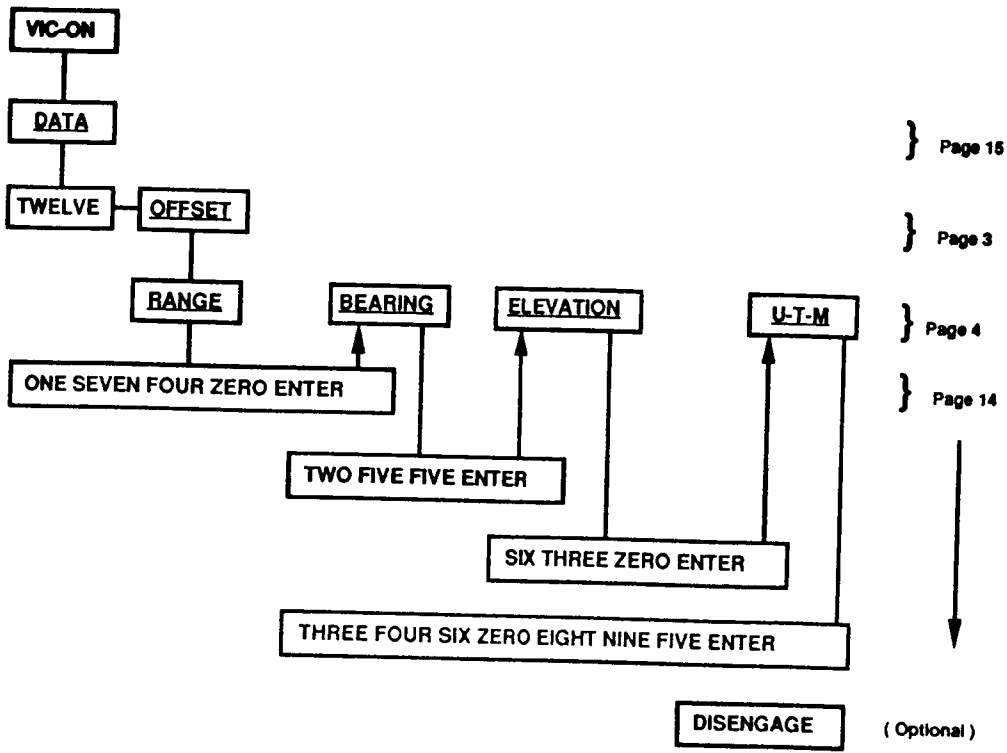 VIC-ON
DATA
} Page 15
TWELVE
OFFSET
} Page 3
RANGE
BEARING
ELEVATION
U-T-M
} Page 4
ONE SEVEN FOUR ZERO ENTER
} Page 14
TWO FIVE FIVE ENTER
SIX THREE ZERO ENTER
THREE FOUR SIX ZERO EIGHT NINE FIVE ENTER
DISENGAGE
( Optional )